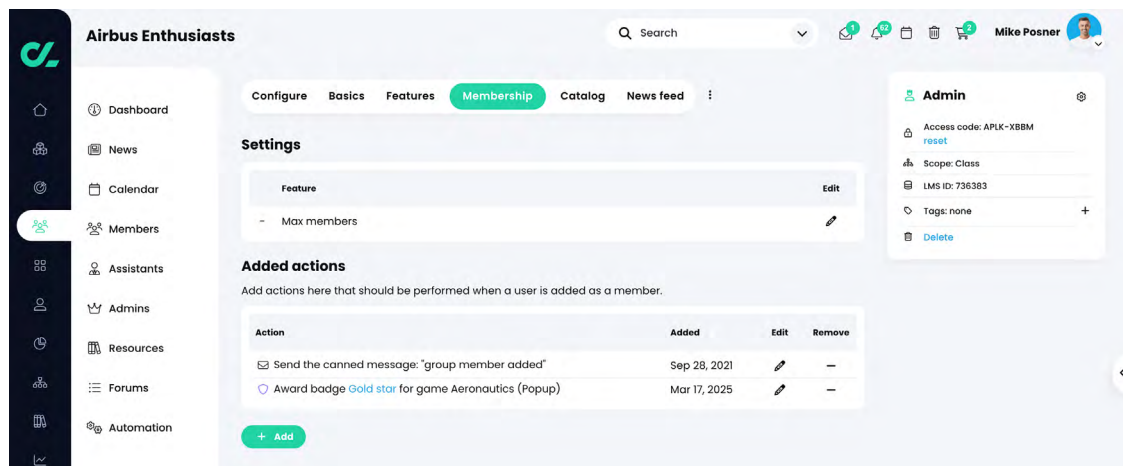 Airbus Enthusiasts
Search
1
62
2
Mike Posner
Dashboard
News
Calendar
Members
Assistants
Admins
Resources
Forums
Automation
Configure Basics Features Membership Catalog News feed
Settings
Feature Edit
- Max members
Added actions
Add actions here that should be performed when a user is added as a member.
Action Added Edit Remove
Send the canned message: "group member added" Sep 28, 2021
Award badge Gold star for game Aeronautics (Popup) Mar 17, 2025
+ Add
Admin
Access code: APLK-XBBM
reset
Scope: Class
LMS ID: 736383
Tags: none +
Delete